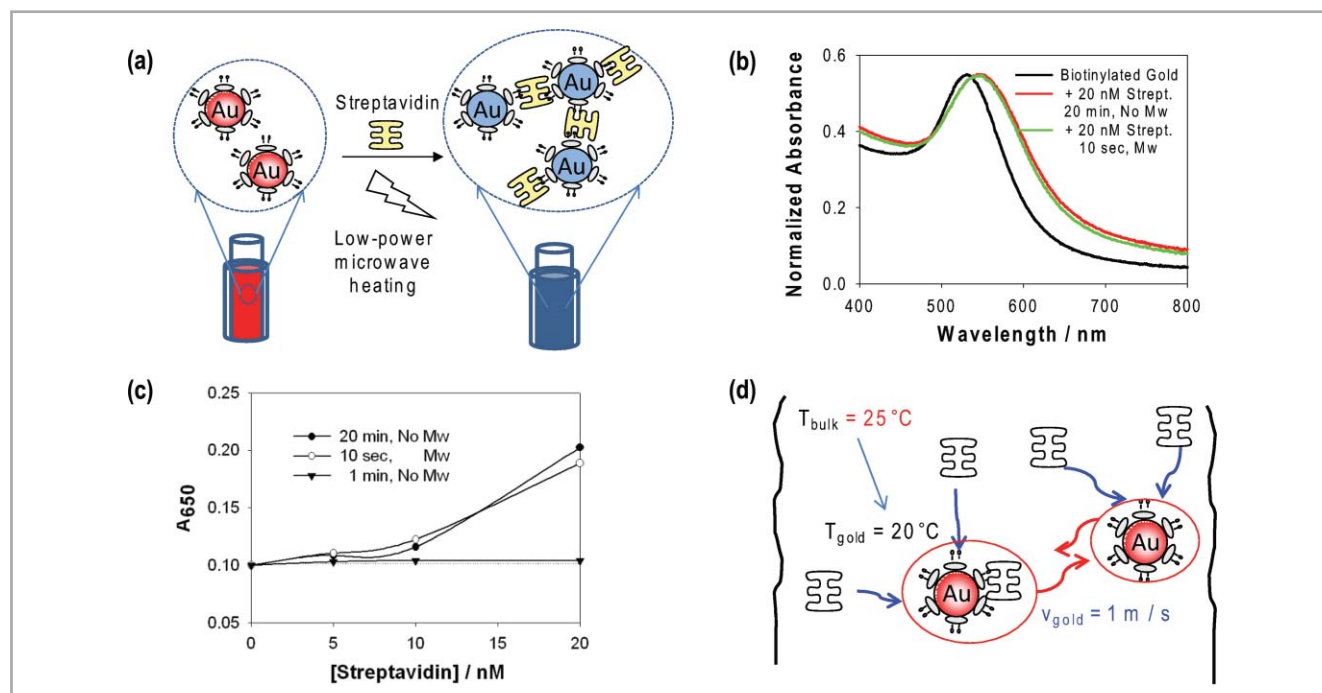 (a)
Au
Au
Streptavidin
Low-power
microwave
heating
Au
Au
Au
(b)
Normalized Absorbance
0.6
0.4
0.2
0.0
400 500 600 700 800
Wavelength / nm
Biotinylated Gold
+ 20 nM Strept.
20 min, No Mw
+ 20 nM Strept.
10 sec, Mw
(c)
A650
0.25
0.20
0.15
0.10
0.05
0 5 10 15 20
[Streptavidin] / nM
20 min, No Mw
10 sec, Mw
1 min, No Mw
(d)
Tbulk = 25 °C
Tgold = 20 °C
Au
Au
vgold = 1 m / s